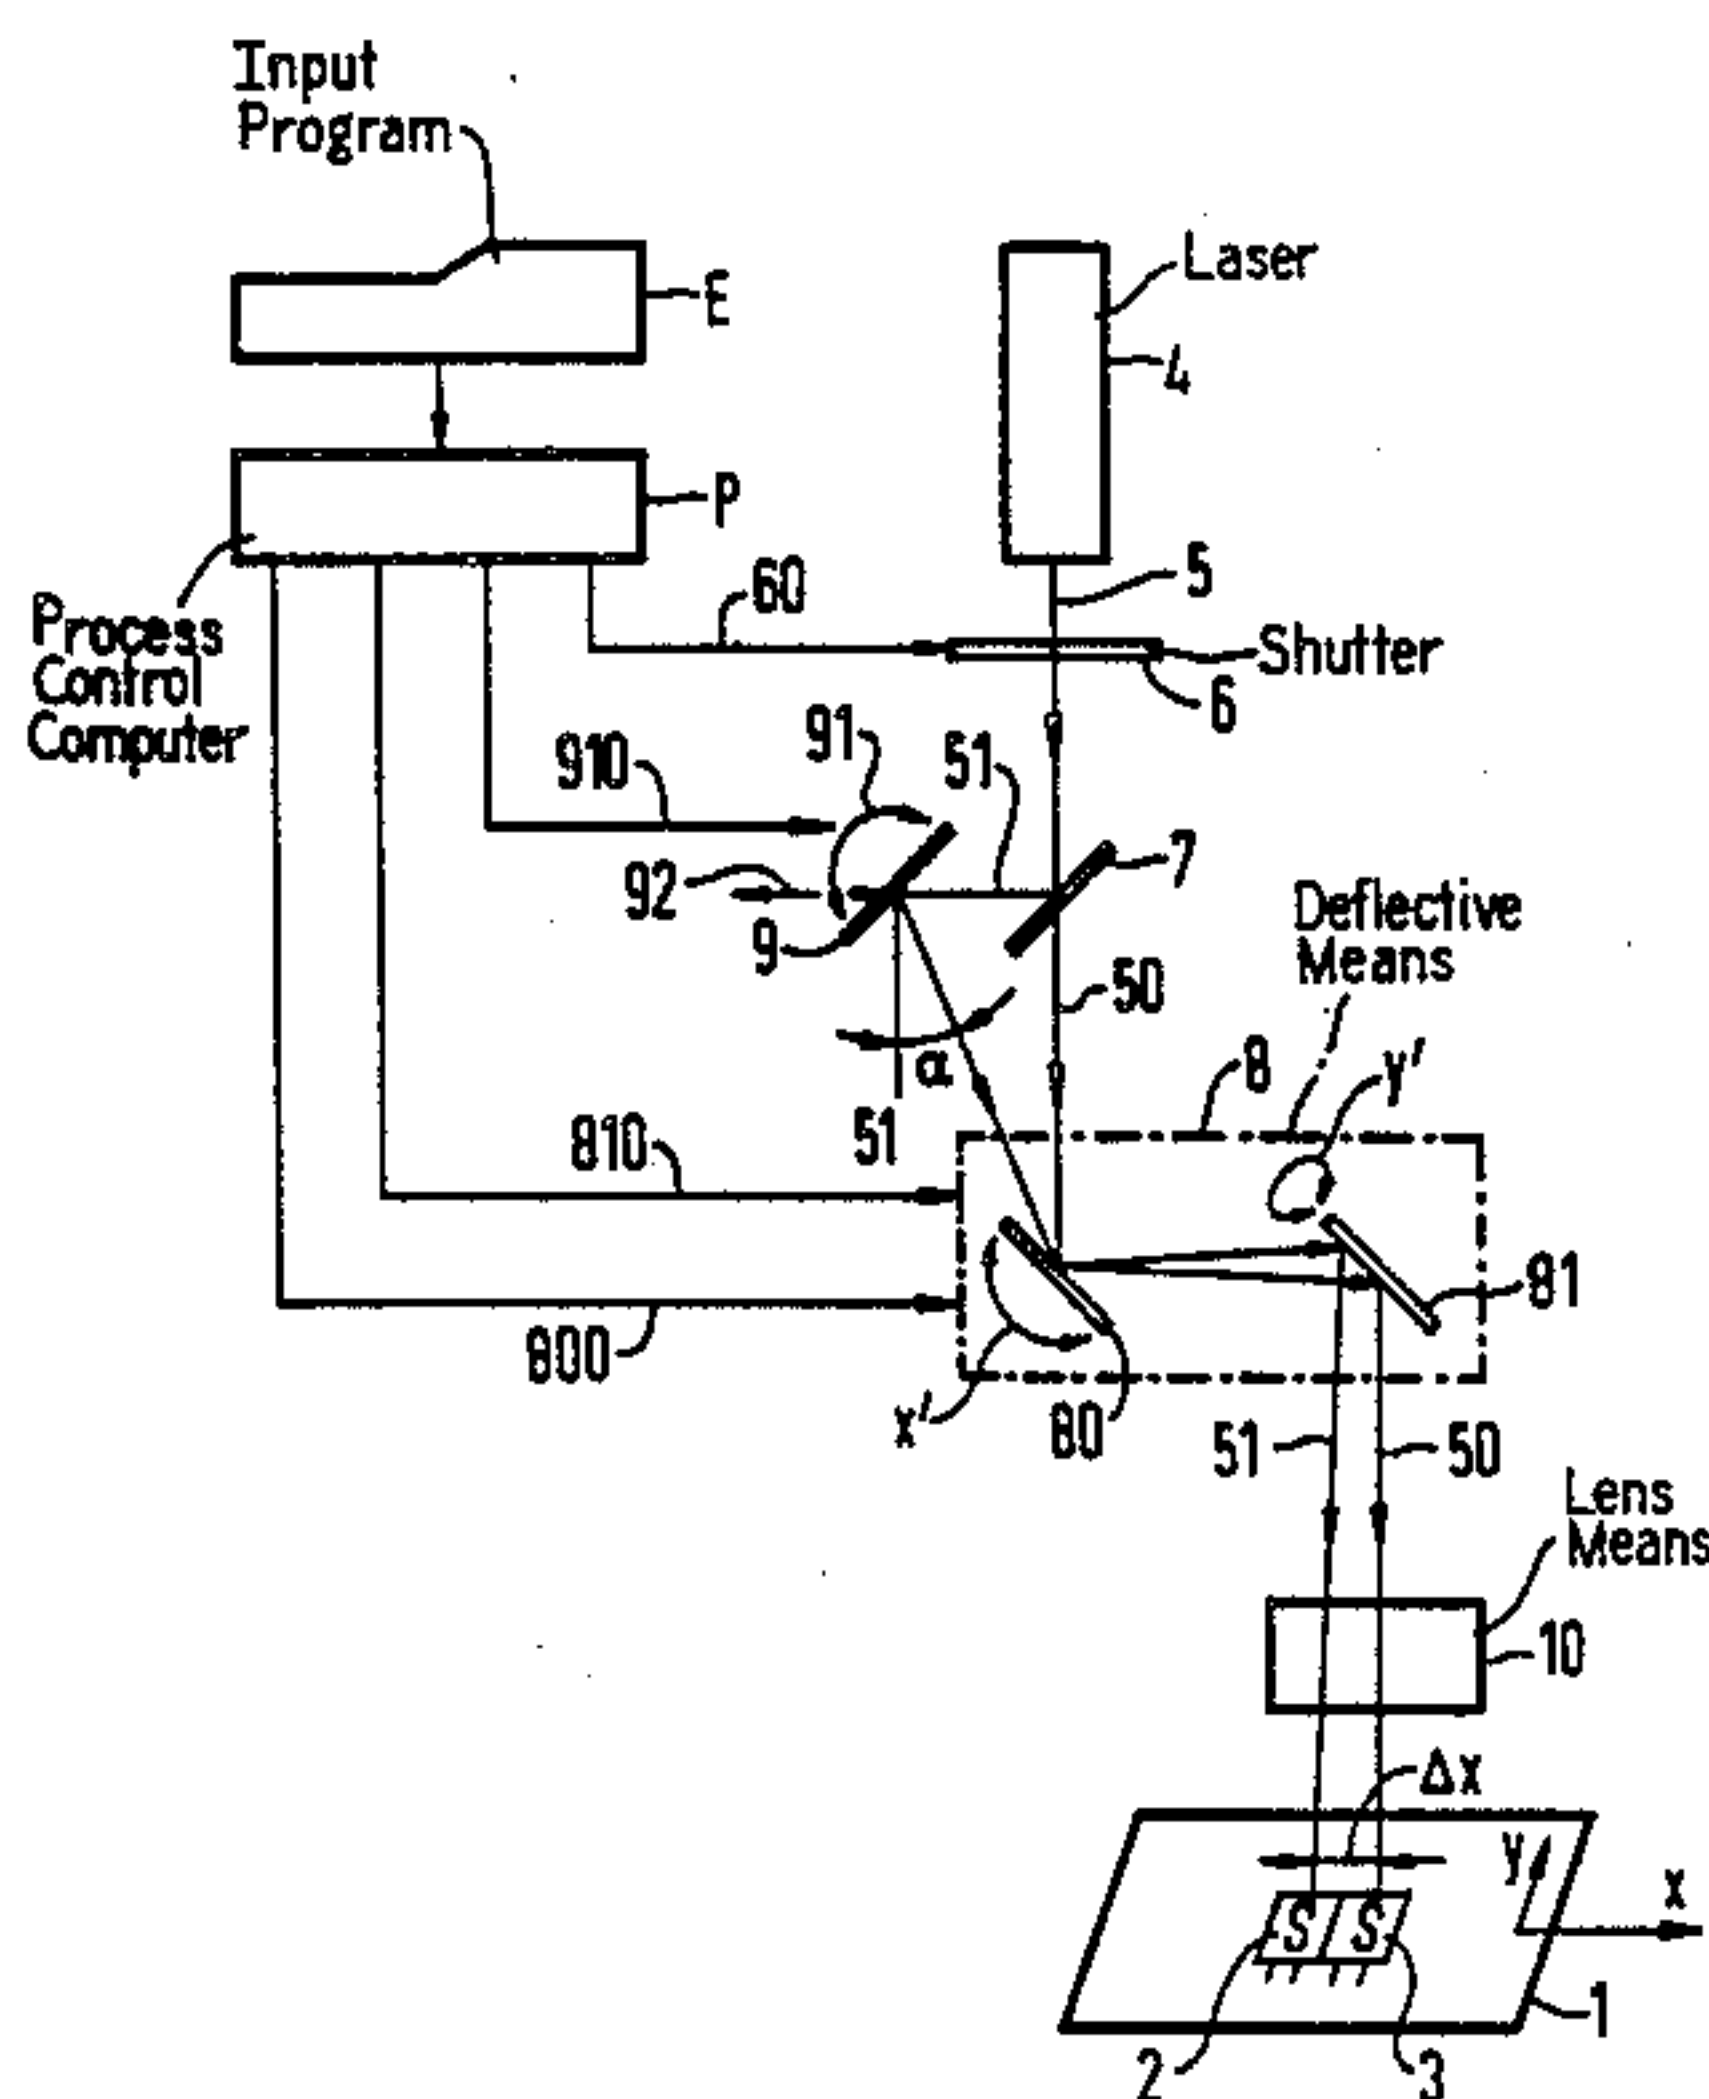 Input
Program
E
Laser
4
P
5
60
Process
Control
Computer
Shutter
6
91
51
910
7
92
9
Deflective
Means
50
α
8
y'
51
810
81
800
x'
80
51
50
Lens
Means
10
Δx
y
x
S S
1
2
3